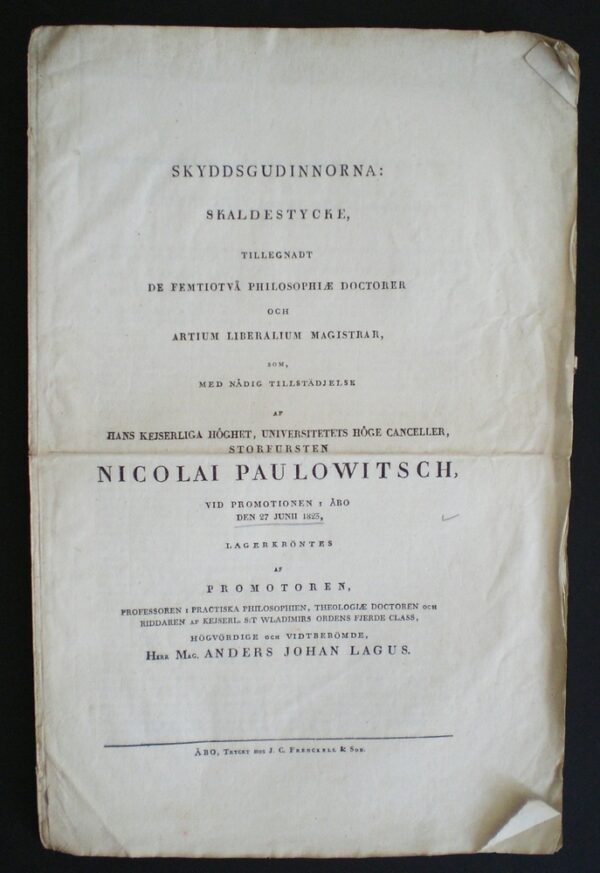 SKYDDSGUDINNORNA:
SKALDESTYCKE,
TILLEGNADT
DE FEMTIOTVÅ PHILOSOPHIÆ DOCTORER
OCH
ARTIUM LIBERALIUM MAGISTRAR,
SOM,
MED NÅDIG TILLSTÄDJELSE
AF
HANS KEJSERLIGA HÖGHET, UNIVERSITETETS HÖGE CANCELLER,
STORFURSTEN
NICOLAI PAULOWITSCH,
VID PROMOTIONEN I ÅBO
DEN 27 JUNII 1823,
LAGERKRÖNTES
AF
PROMOTOREN,
PROFESSOREN I PRACTISKA PHILOSOPHIEN, THEOLOGIÆ DOCTOREN OCH
RIDDAREN AF KEJSERL. S:T WLADIMIRS ORDENS FJERDE CLASS,
HÖGVÖRDIGE OCH VIDTBERÖMDE,
HERR MAG. ANDERS JOHAN LAGUS.
ÅBO, TRYCKT HOS J. C. FRENCKELL & SON.